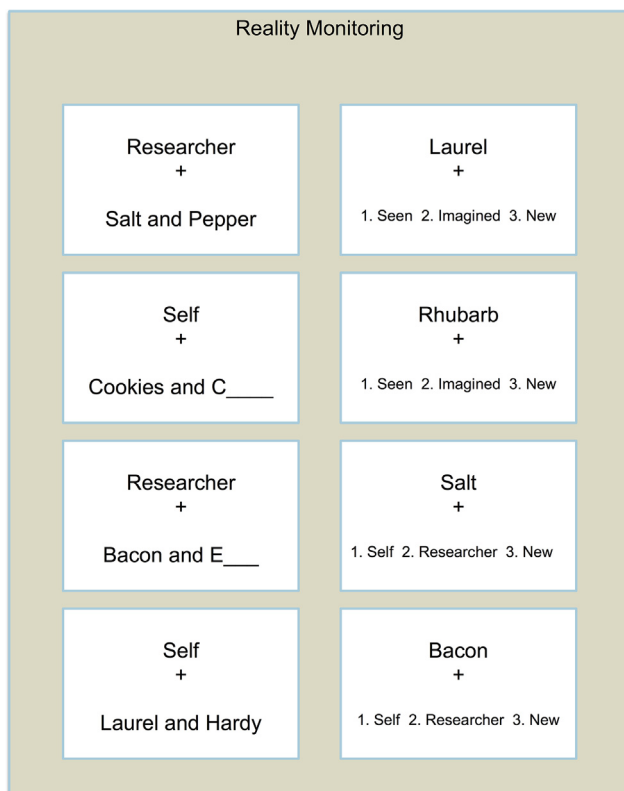 Reality Monitoring
Researcher
+
Salt and Pepper
Self
+
Cookies and C____
Researcher
+
Bacon and E___
Self
+
Laurel and Hardy
Laurel
+
1. Seen 2. Imagined 3. New
Rhubarb
+
1. Seen 2. Imagined 3. New
Salt
+
1. Self 2. Researcher 3. New
Bacon
+
1. Self 2. Researcher 3. New